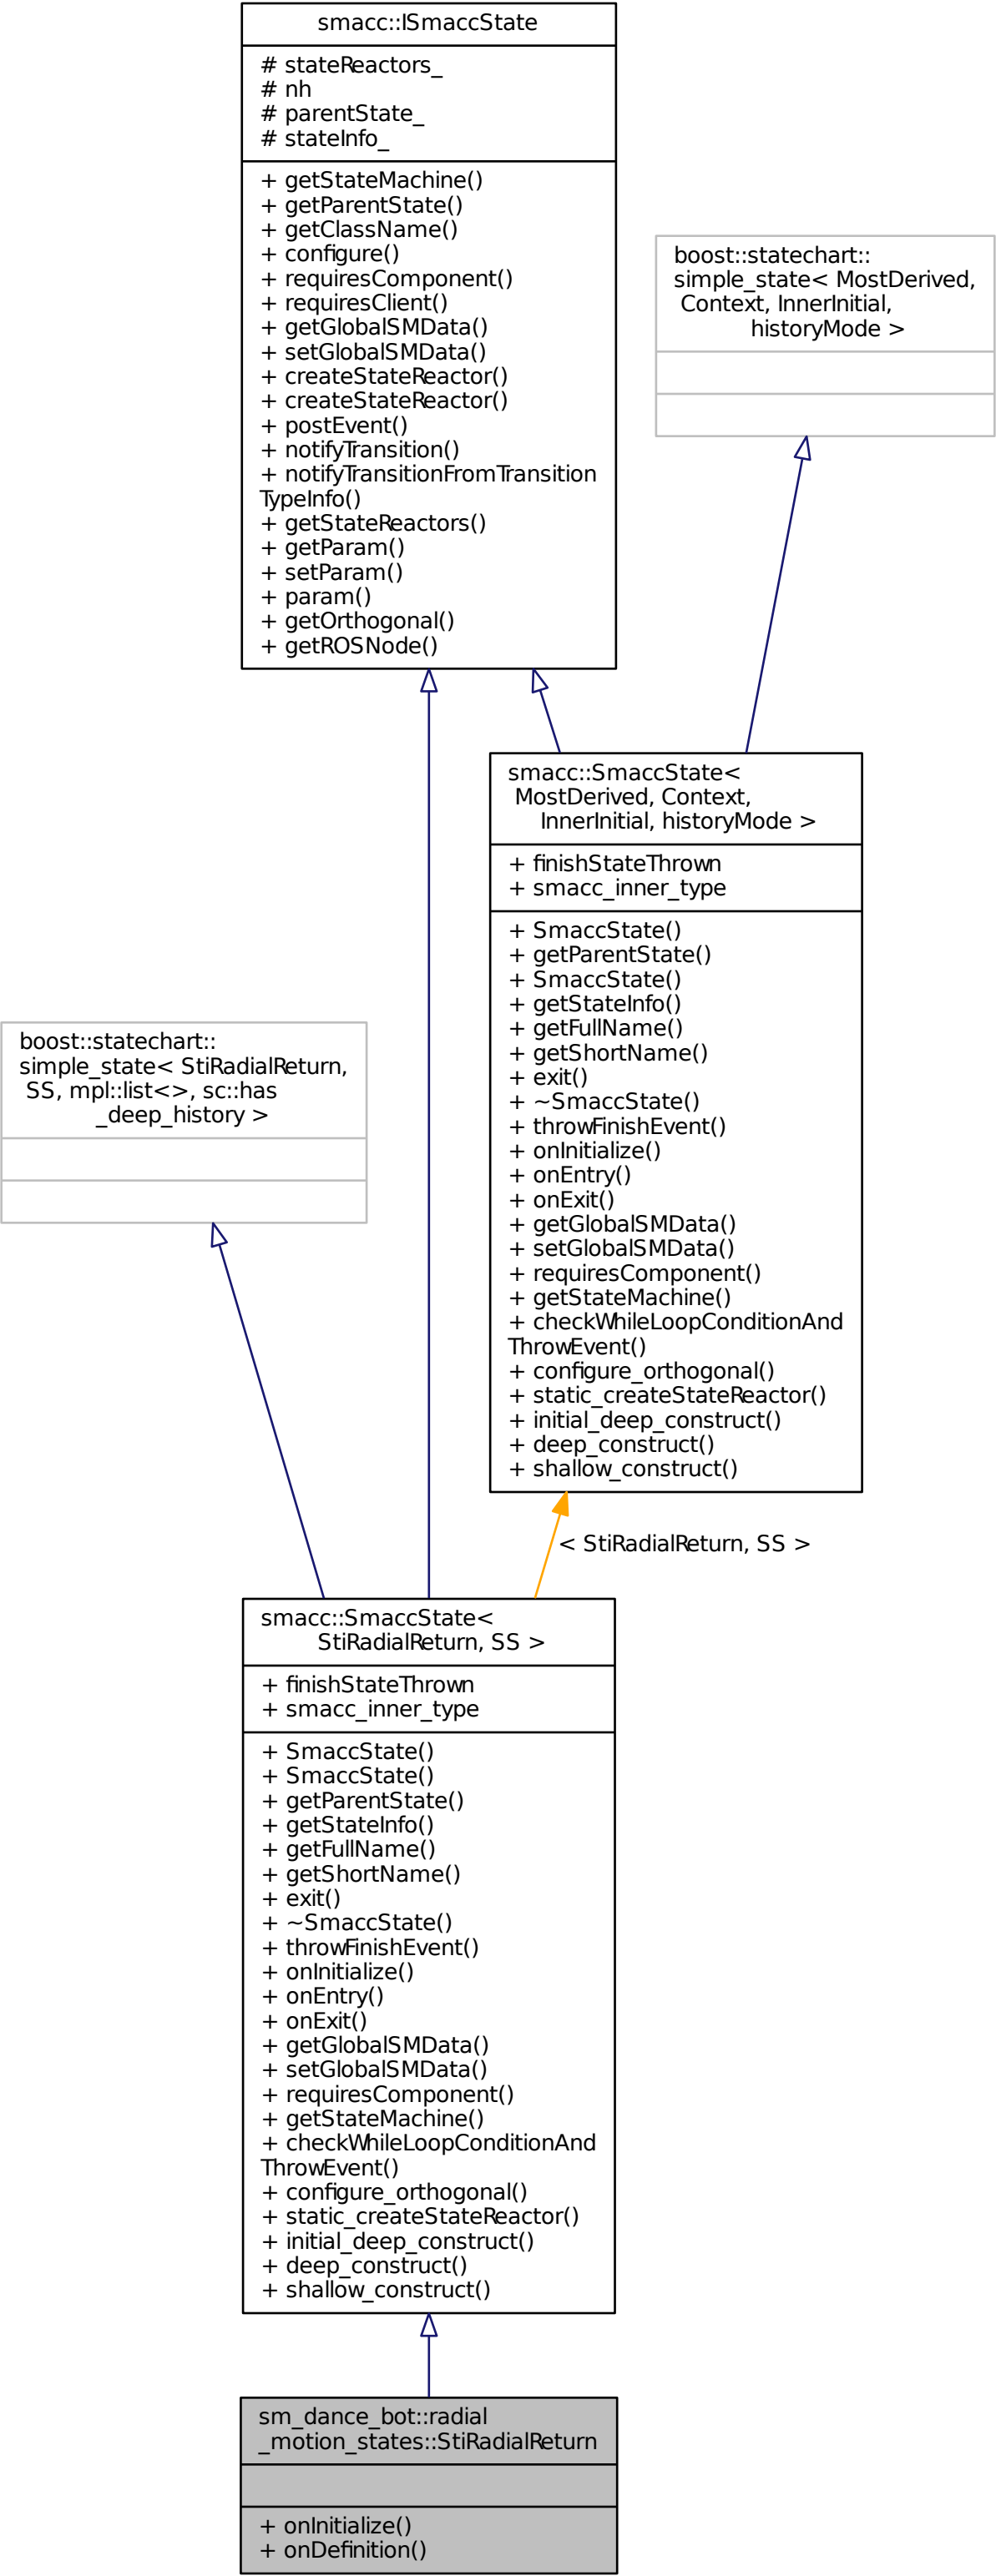 smacc::ISmaccState
# stateReactors_
# nh
# parentState_
# stateInfo_
+ getStateMachine()
+ getParentState()
+ getClassName()
+ configure()
+ requiresComponent()
+ requiresClient()
+ getGlobalSMData()
+ setGlobalSMData()
+ createStateReactor()
+ createStateReactor()
+ postEvent()
+ notifyTransition()
+ notifyTransitionFromTransition
TypeInfo()
+ getStateReactors()
+ getParam()
+ setParam()
+ param()
+ getOrthogonal()
+ getROSNode()
boost::statechart::
simple_state< MostDerived,
Context, InnerInitial,
historyMode >
smacc::SmaccState<
MostDerived, Context,
InnerInitial, historyMode >
+ finishStateThrown
+ smacc_inner_type
+ SmaccState()
+ getParentState()
+ SmaccState()
+ getStateInfo()
+ getFullName()
+ getShortName()
+ exit()
+ ~SmaccState()
+ throwFinishEvent()
+ onInitialize()
+ onEntry()
+ onExit()
+ getGlobalSMData()
+ setGlobalSMData()
+ requiresComponent()
+ getStateMachine()
+ checkWhileLoopConditionAnd
ThrowEvent()
+ configure_orthogonal()
+ static_createStateReactor()
+ initial_deep_construct()
+ deep_construct()
+ shallow_construct()
boost::statechart::
simple_state< StiRadialReturn,
SS, mpl::list<>, sc::has
_deep_history >
< StiRadialReturn, SS >
smacc::SmaccState<
StiRadialReturn, SS >
+ finishStateThrown
+ smacc_inner_type
+ SmaccState()
+ SmaccState()
+ getParentState()
+ getStateInfo()
+ getFullName()
+ getShortName()
+ exit()
+ ~SmaccState()
+ throwFinishEvent()
+ onInitialize()
+ onEntry()
+ onExit()
+ getGlobalSMData()
+ setGlobalSMData()
+ requiresComponent()
+ getStateMachine()
+ checkWhileLoopConditionAnd
ThrowEvent()
+ configure_orthogonal()
+ static_createStateReactor()
+ initial_deep_construct()
+ deep_construct()
+ shallow_construct()
sm_dance_bot::radial
_motion_states::StiRadialReturn
+ onInitialize()
+ onDefinition()